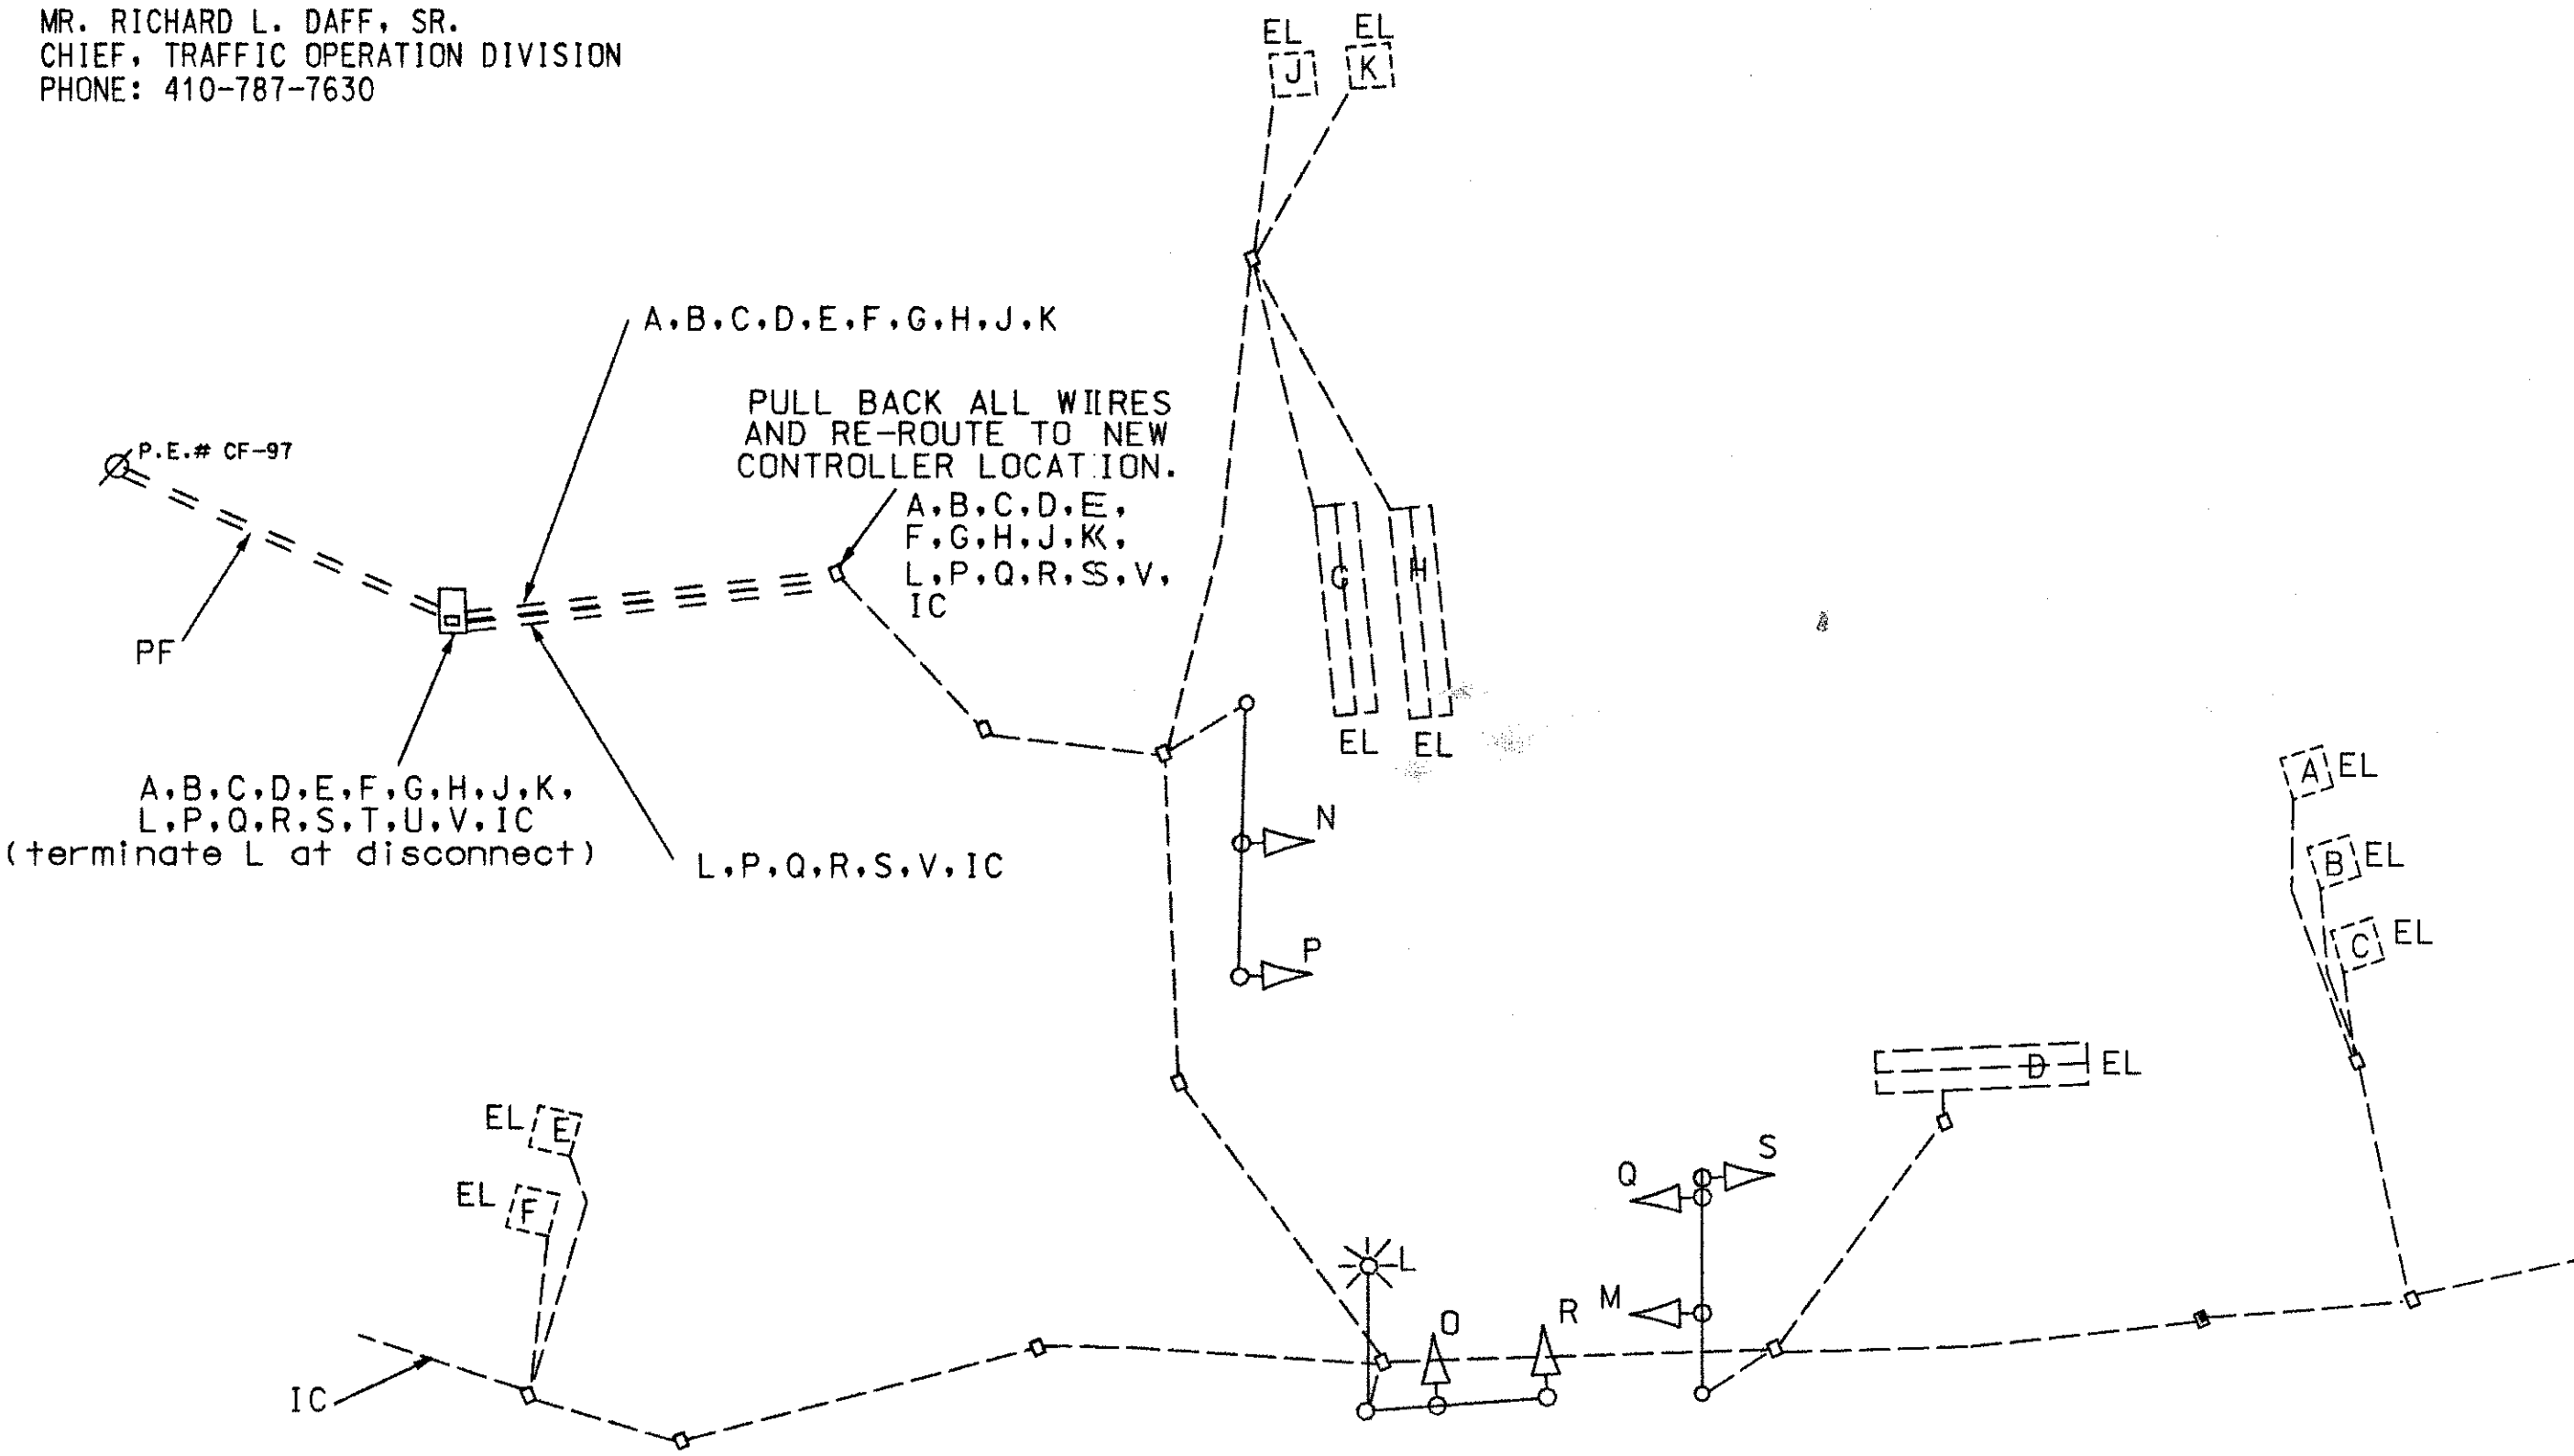 MR. RICHARD L. DAFF, SR.
CHIEF, TRAFFIC OPERATION DIVISION
PHONE: 410-787-7630
EL
EL
J
K
A,B,C,D,E,F,G,H,J,K
PULL BACK ALL WIRES
AND RE-ROUTE TO NEW
CONTROLLER LOCATION.
A,B,C,D,E,
F,G,H,J,K,
L,P,Q,R,S,V,
IC
P.E.# CF-97
PF
G
H
EL
EL
A,B,C,D,E,F,G,H,J,K,
L,P,Q,R,S,T,U,V,IC
(terminate L at disconnect)
L,P,Q,R,S,V,IC
N
P
A EL
B EL
C EL
D EL
EL E
EL F
Q
S
L
O
R
M
IC